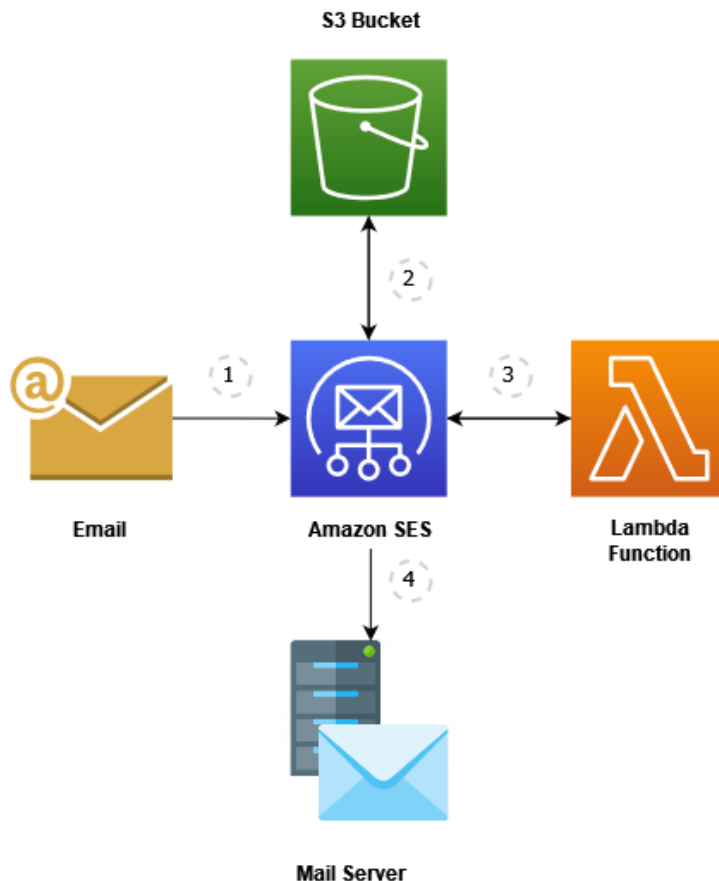 S3 Bucket
2
1
3
@
Email
Amazon SES
Lambda
Function
4
Mail Server